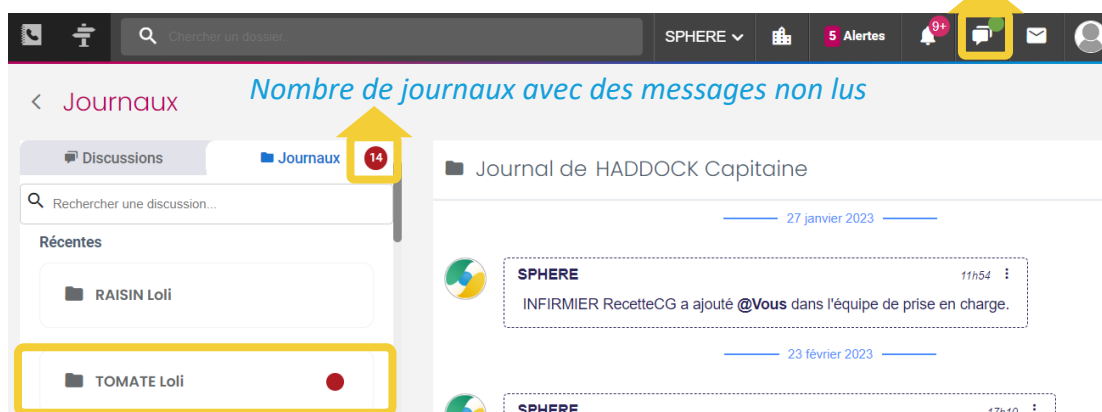 Chercher un dossier...
SPHERE
5 Alertes
9+
Journaux
Nombre de journaux avec des messages non lus
Discussions
Journaux
14
Rechercher une discussion...
Récentes
RAISIN Loli
TOMATE Loli
Journal de HADDOCK Capitaine
27 janvier 2023
SPHERE
11h54
INFIRMIER RecetteCG a ajouté @Vous dans l'équipe de prise en charge.
23 février 2023
SPHERE
17h10